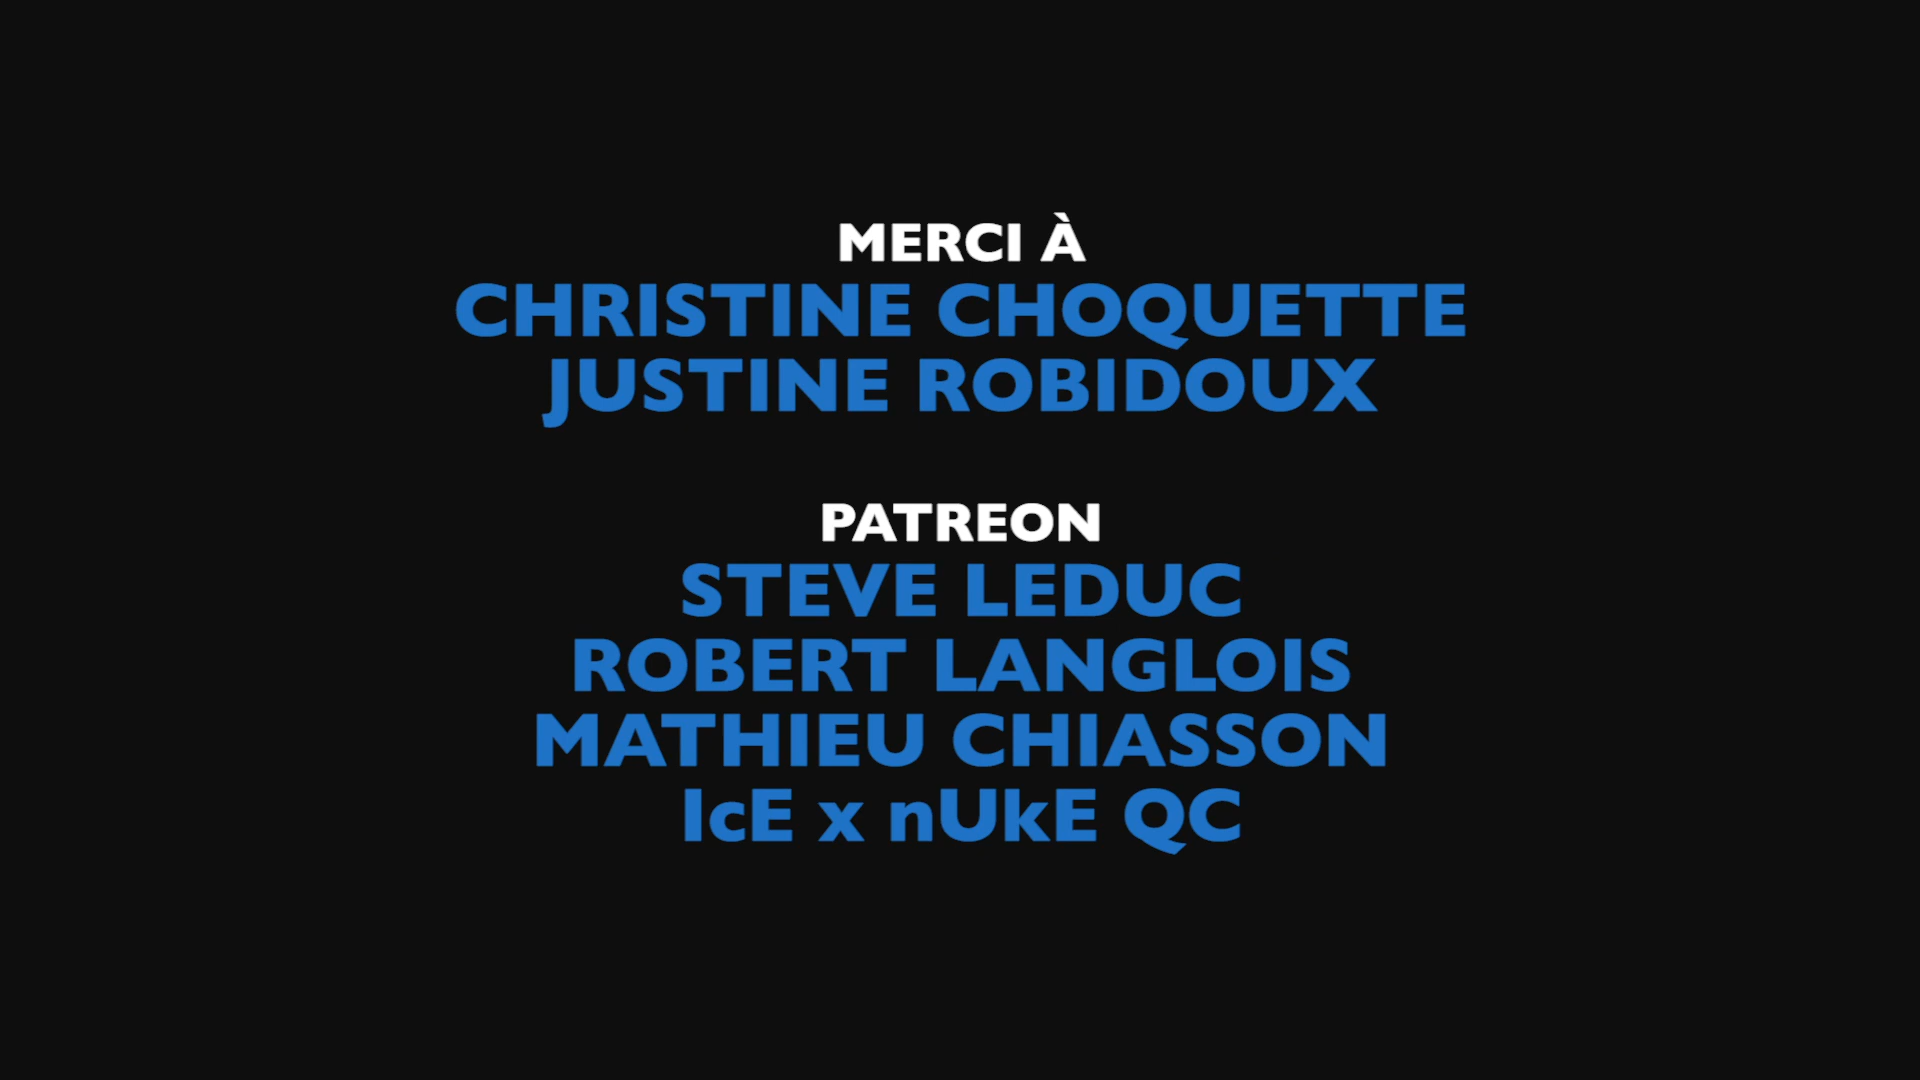 MERCI À
CHRISTINE CHOQUETTE
JUSTINE ROBIDOUX
PATREON
STEVE LEDUC
ROBERT LANGLOIS
MATHIEU CHIASSON
IcE x nUkE QC